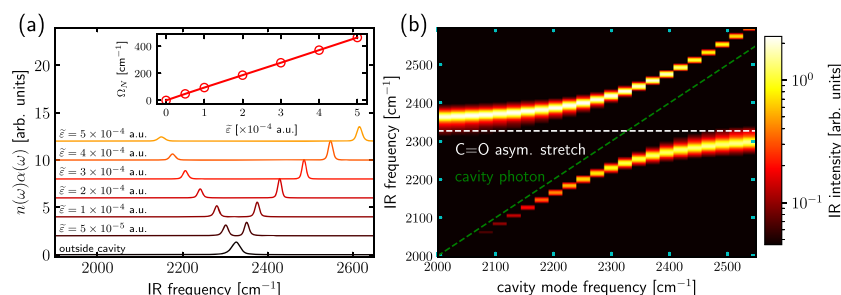 (a)
n(ω)α(ω) [arb. units]
20
15
10
5
0
Ω_N [cm⁻¹]
400
200
0
0 1 2 3 4 5
ε̃ [×10⁻⁴ a.u.]
ε̃ = 5 × 10⁻⁴ a.u.
ε̃ = 4 × 10⁻⁴ a.u.
ε̃ = 3 × 10⁻⁴ a.u.
ε̃ = 2 × 10⁻⁴ a.u.
ε̃ = 1 × 10⁻⁴ a.u.
ε̃ = 5 × 10⁻⁵ a.u.
outside cavity
2000 2200 2400 2600
IR frequency [cm⁻¹]
(b)
IR frequency [cm⁻¹]
2500
2400
2300
2200
2100
2000
C=O asym. stretch
cavity photon
2000 2100 2200 2300 2400 2500
cavity mode frequency [cm⁻¹]
10⁰
10⁻¹
IR intensity [arb. units]